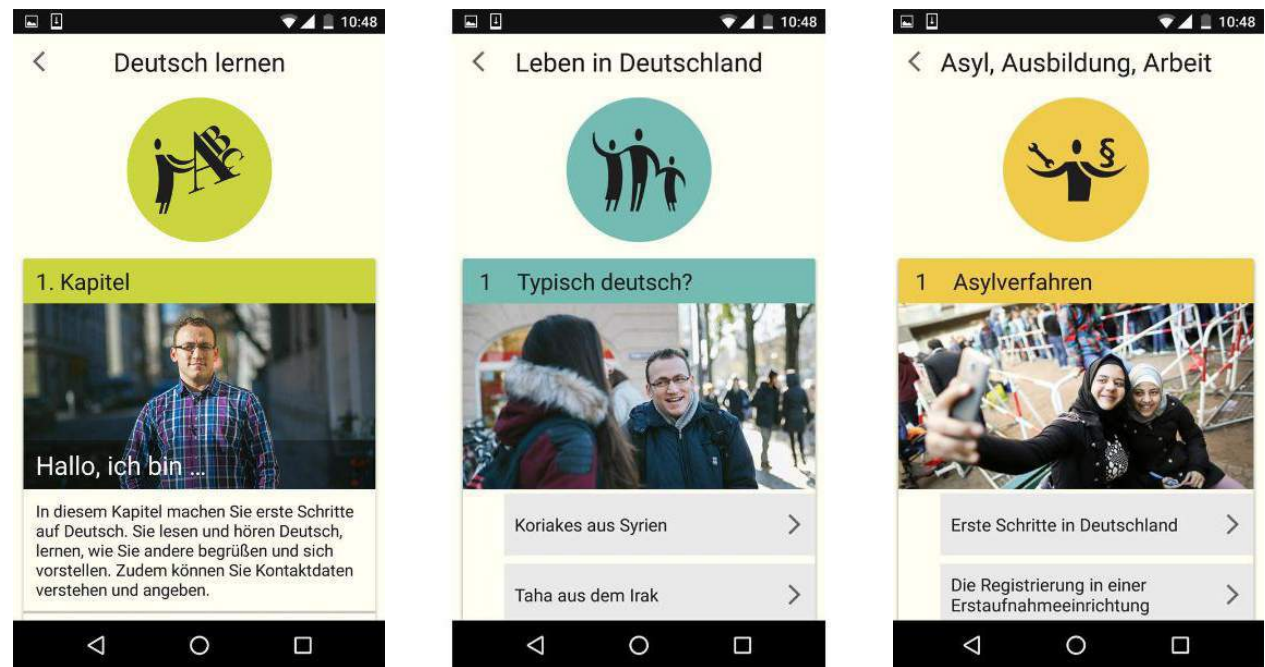 10:48
Deutsch lernen
ABC
1. Kapitel
Hallo, ich bin ...
In diesem Kapitel machen Sie erste Schritte
auf Deutsch. Sie lesen und hören Deutsch,
lernen, wie Sie andere begrüßen und sich
vorstellen. Zudem können Sie Kontaktdaten
verstehen und angeben.
10:48
Leben in Deutschland
1 Typisch deutsch?
Koriakes aus Syrien
Taha aus dem Irak
10:48
Asyl, Ausbildung, Arbeit
§
1 Asylverfahren
Erste Schritte in Deutschland
Die Registrierung in einer
Erstaufnahmeeinrichtung